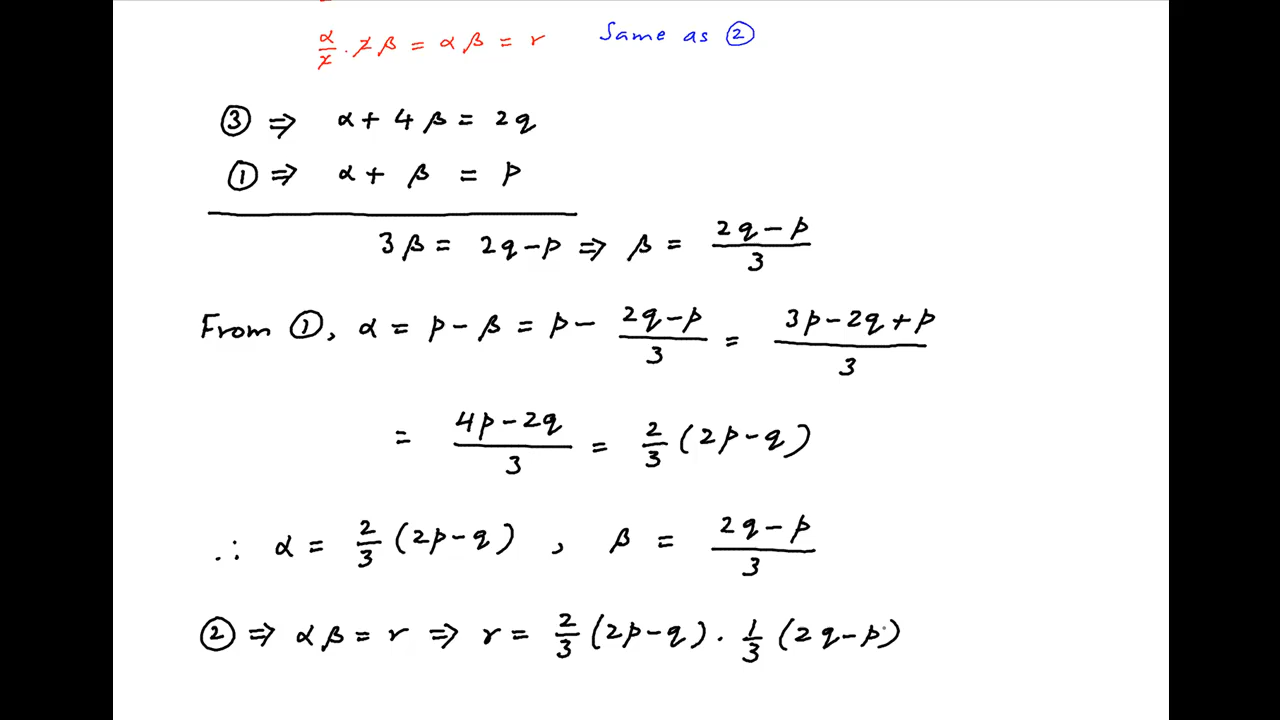 α/2 · 2β = αβ = r Same as ②
③ ⇒ α + 4β = 2q
① ⇒ α + β = p
3β = 2q-p ⇒ β = (2q-p)/3
From ①, α = p - β = p - (2q-p)/3 = (3p-2q+p)/3
= (4p-2q)/3 = 2/3 (2p-q)
∴ α = 2/3 (2p-q) , β = (2q-p)/3
② ⇒ αβ = r ⇒ r = 2/3 (2p-q) · 1/3 (2q-p)